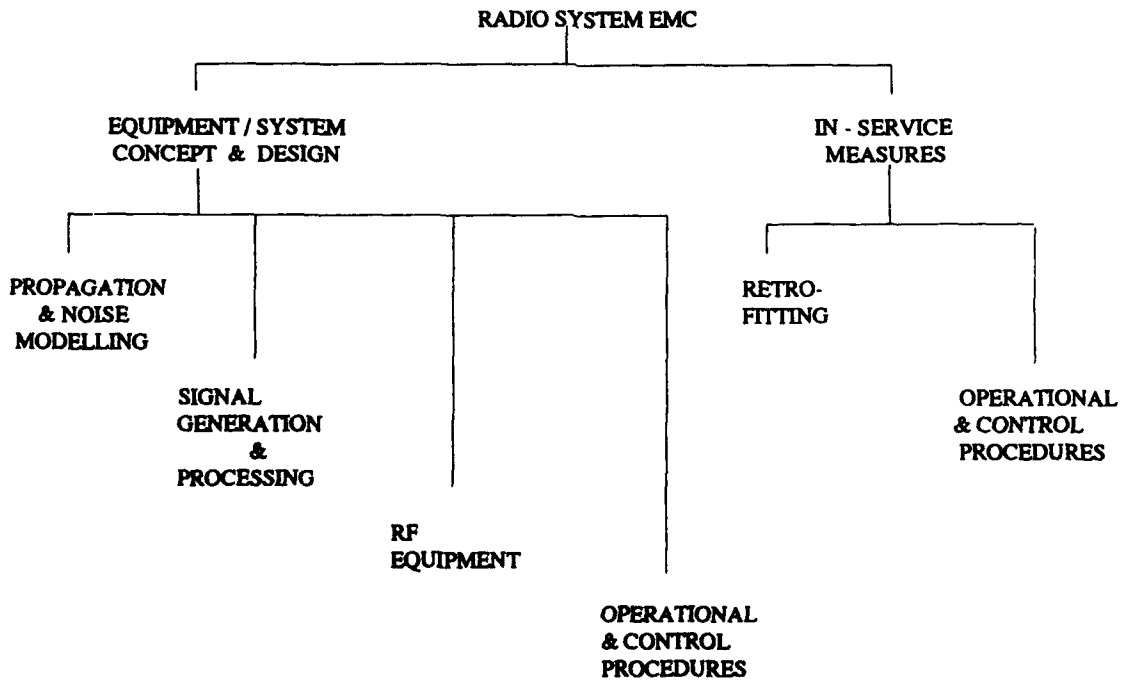 RADIO SYSTEM EMC
EQUIPMENT / SYSTEM
CONCEPT & DESIGN
IN - SERVICE
MEASURES
PROPAGATION
& NOISE
MODELLING
SIGNAL
GENERATION
&
PROCESSING
RF
EQUIPMENT
OPERATIONAL
& CONTROL
PROCEDURES
RETRO-
FITTING
OPERATIONAL
& CONTROL
PROCEDURES